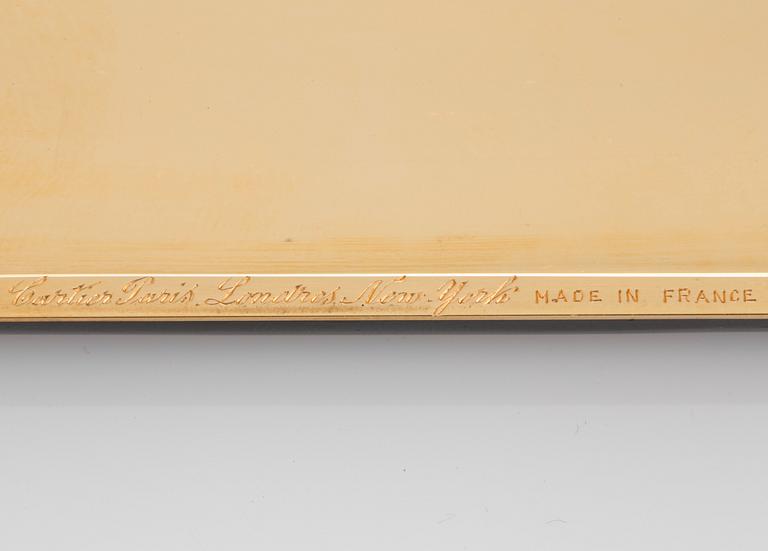 Cartier Paris. Londres. New-York MADE IN FRANCE